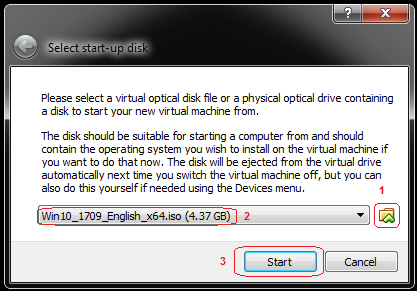 ?
X
Select start-up disk
Please select a virtual optical disk file or a physical optical drive containing
a disk to start your new virtual machine from.
The disk should be suitable for starting a computer from and should
contain the operating system you wish to install on the virtual machine if
you want to do that now. The disk will be ejected from the virtual drive
automatically next time you switch the virtual machine off, but you can
also do this yourself if needed using the Devices menu.
1
Win10_1709_English_x64.iso (4.37 GB) 2
3 Start Cancel